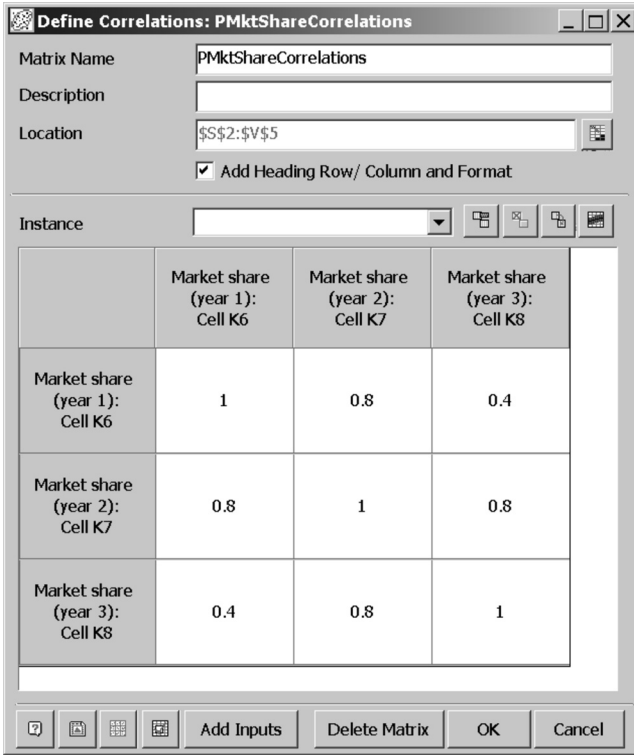 Define Correlations: PMktShareCorrelations
Matrix Name
PMktShareCorrelations
Description
Location
$S$2:$V$5
Add Heading Row/ Column and Format
Instance
Market share
(year 1):
Cell K6
Market share
(year 2):
Cell K7
Market share
(year 3):
Cell K8
Market share
(year 1):
Cell K6
1
0.8
0.4
Market share
(year 2):
Cell K7
0.8
1
0.8
Market share
(year 3):
Cell K8
0.4
0.8
1
Add Inputs
Delete Matrix
OK
Cancel